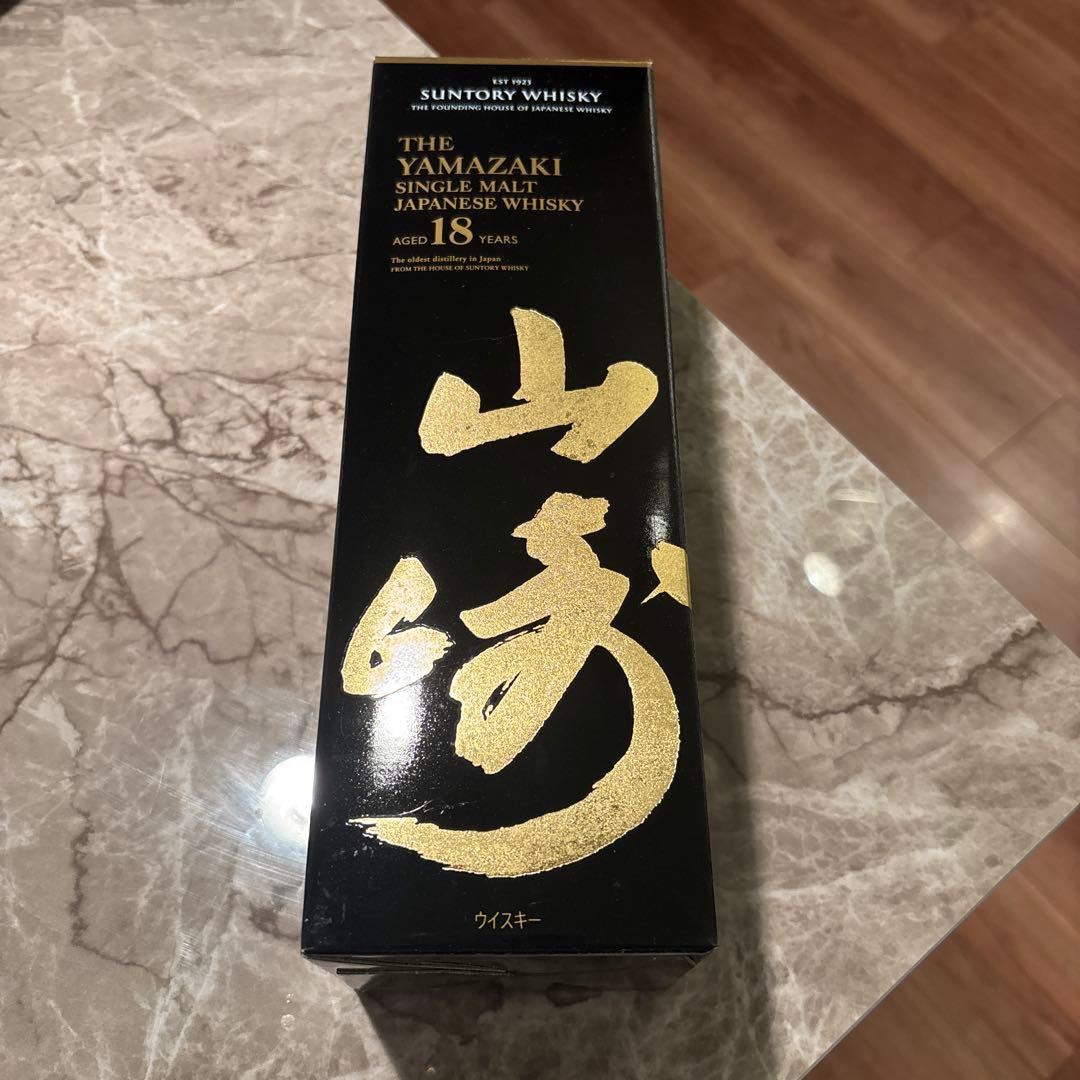 EST 1923
SUNTORY WHISKY
THE FOUNDING HOUSE OF JAPANESE WHISKY
THE
YAMAZAKI
SINGLE MALT
JAPANESE WHISKY
AGED 18 YEARS
The oldest distillery in Japan
FROM THE HOUSE OF SUNTORY WHISKY
山
崎
ウイスキー